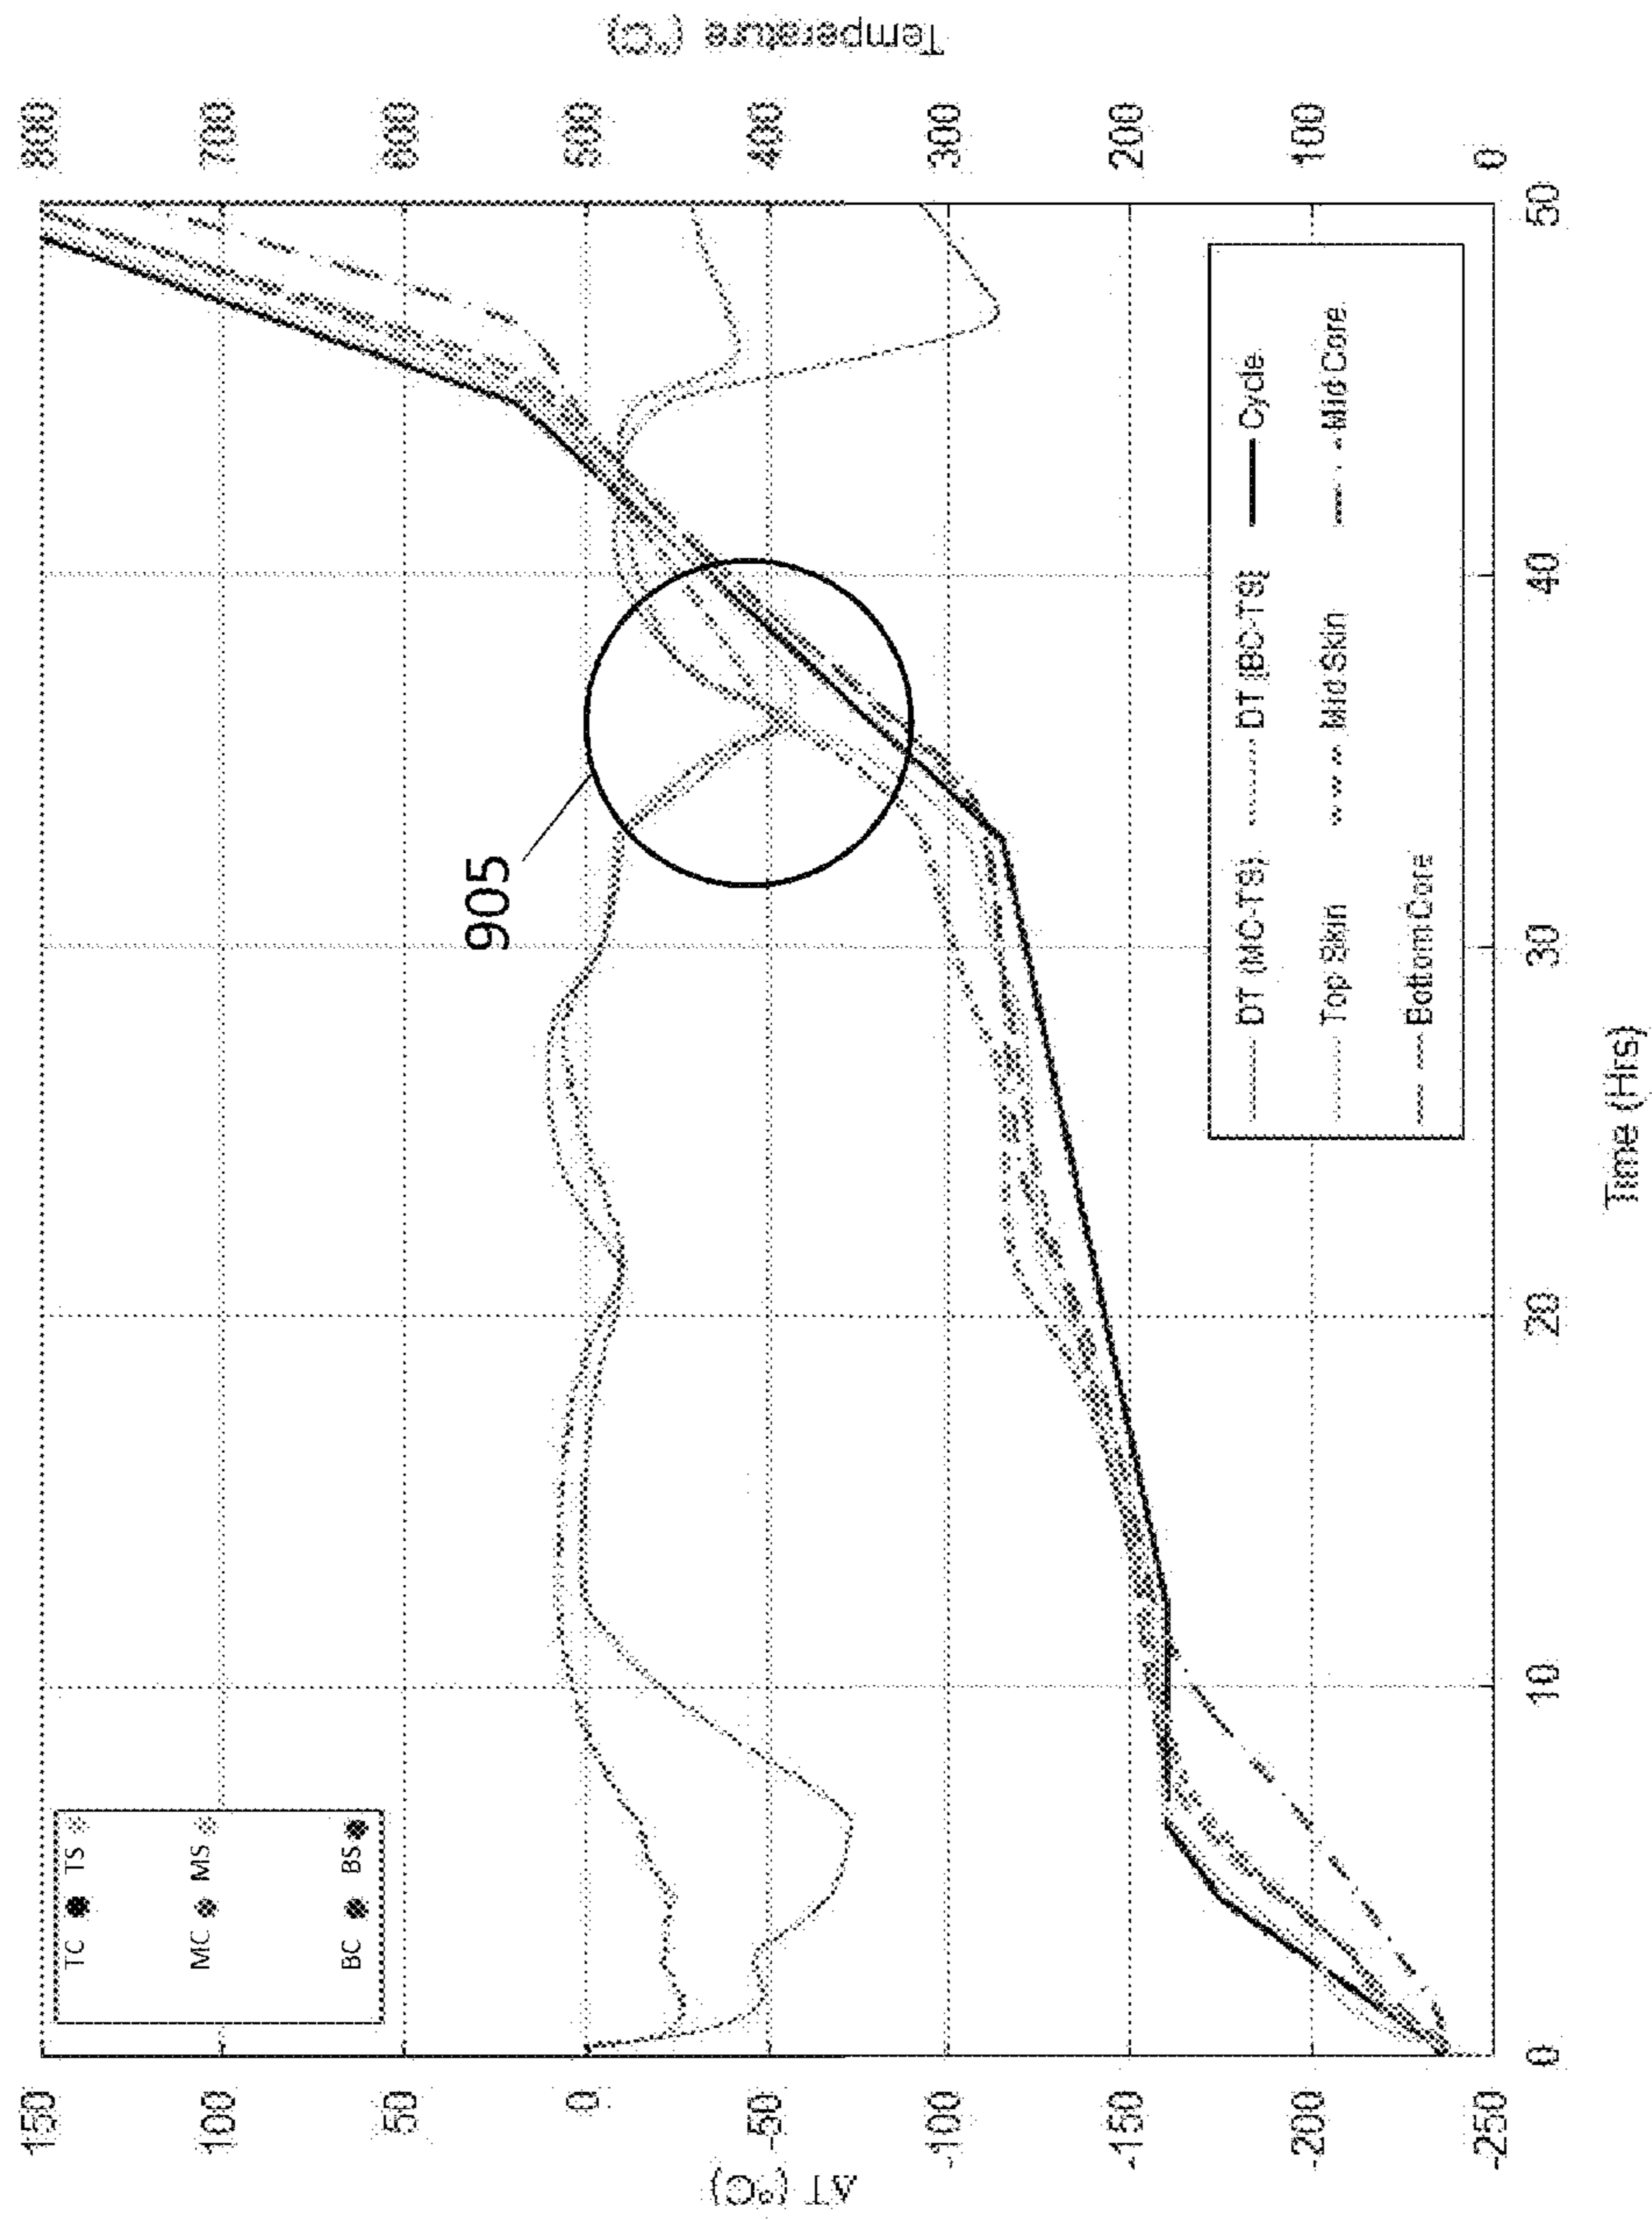 TC TS
MC MS
BC BS
905
150
100
50
0
-50
-100
-150
-200
-250
ΔT (°C)
800
700
600
500
400
300
200
100
0
Temperature (°C)
0 10 20 30 40 50
Time (Hrs)
DT (MC-TS) DT (BC-TS) Cycle
Top Skin Mid Skin Mid Core
Bottom Core